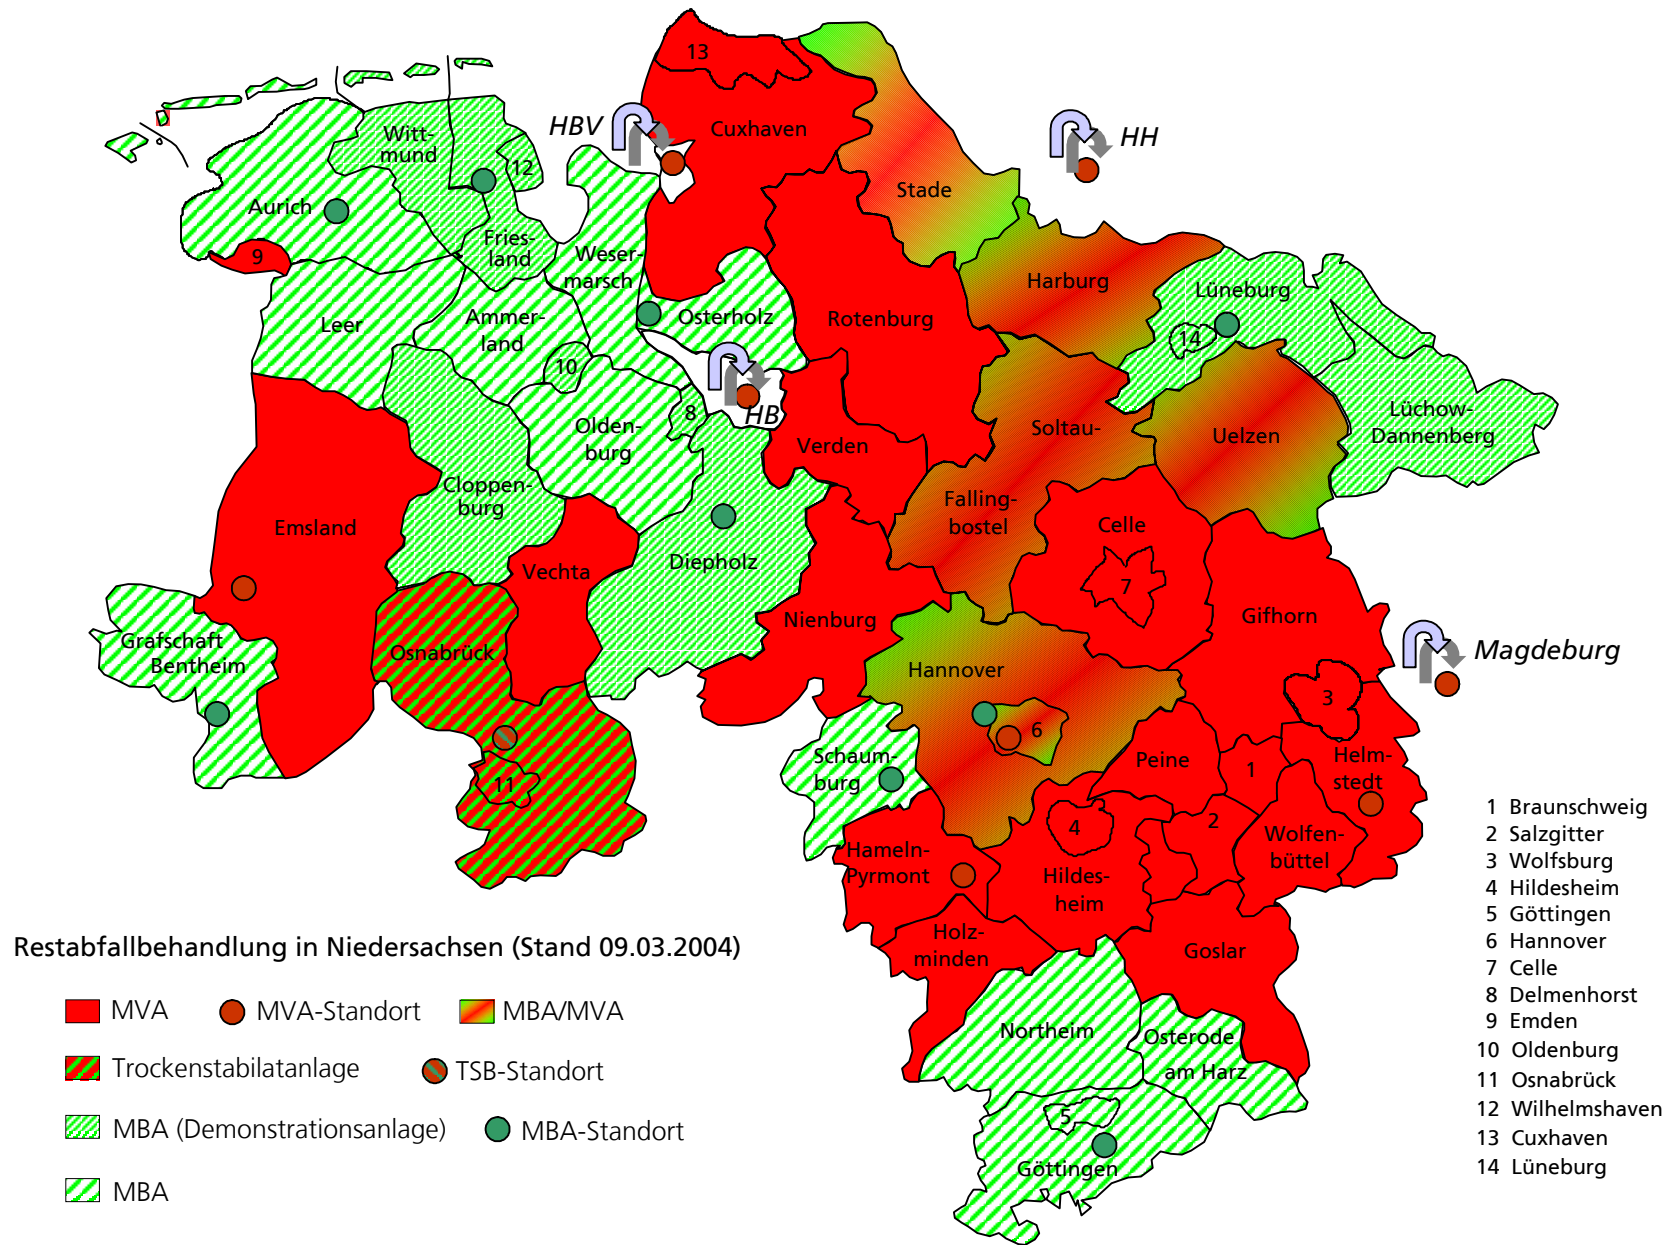 13
Cuxhaven
HBV
HH
Witt-
mund
12
Aurich
Stade
9
Fries-
land
Weser-
marsch
Harburg
Lüneburg
Leer
Ammer-
land
Osterholz
Rotenburg
14
10
8
HB
Olden-
burg
Verden
Soltau-
Uelzen
Lüchow-
Dannenberg
Cloppen-
burg
Falling-
bostel
Emsland
Celle
Vechta
Diepholz
7
Nienburg
Gifhorn
Grafschaft
Bentheim
Osnabrück
Hannover
Magdeburg
3
6
Schaum-
burg
Peine
1
Helm-
stedt
11
4
2
Wolfen-
büttel
Hameln-
Pyrmont
Hildes-
heim
Holz-
minden
Goslar
Northeim
Osterode
am Harz
5
Göttingen
1 Braunschweig
2 Salzgitter
3 Wolfsburg
4 Hildesheim
5 Göttingen
6 Hannover
7 Celle
8 Delmenhorst
9 Emden
10 Oldenburg
11 Osnabrück
12 Wilhelmshaven
13 Cuxhaven
14 Lüneburg
Restabfallbehandlung in Niedersachsen (Stand 09.03.2004)
MVA
MVA-Standort
MBA/MVA
Trockenstabilatanlage
TSB-Standort
MBA (Demonstrationsanlage)
MBA-Standort
MBA